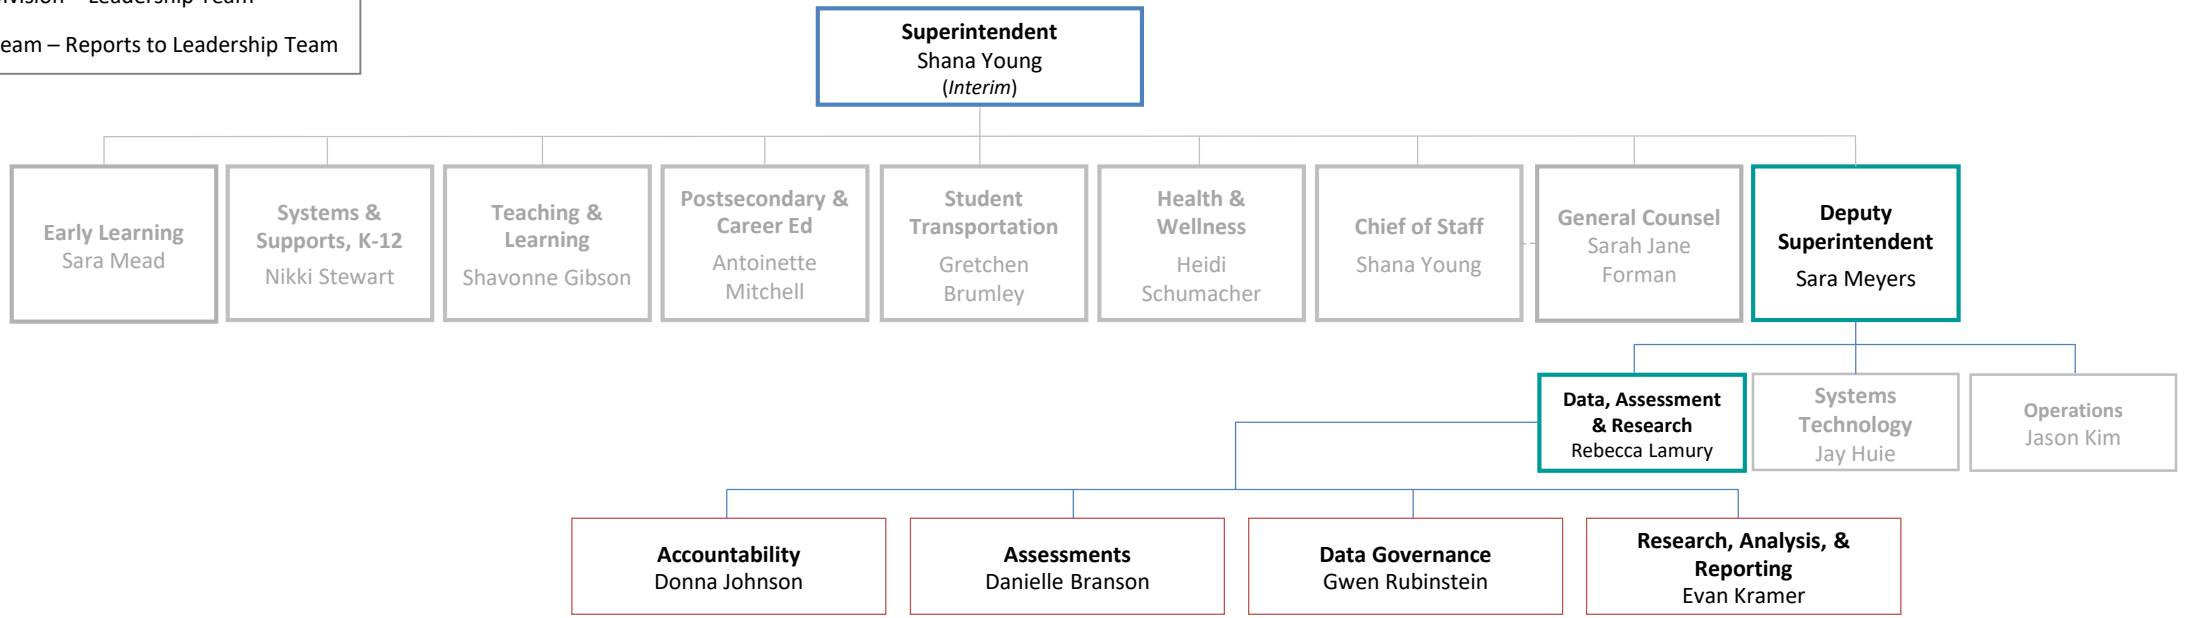 Leadership Team
– Reports to Leadership Team
Superintendent
Shana Young
(Interim)
Early Learning
Sara Mead
Systems &
Supports, K-12
Nikki Stewart
Teaching &
Learning
Shavonne Gibson
Postsecondary &
Career Ed
Antoinette
Mitchell
Student
Transportation
Gretchen
Brumley
Health &
Wellness
Heidi
Schumacher
Chief of Staff
Shana Young
General Counsel
Sarah Jane
Forman
Deputy
Superintendent
Sara Meyers
Data, Assessment
& Research
Rebecca Lamury
Systems
Technology
Jay Huie
Operations
Jason Kim
Accountability
Donna Johnson
Assessments
Danielle Branson
Data Governance
Gwen Rubinstein
Research, Analysis, &
Reporting
Evan Kramer